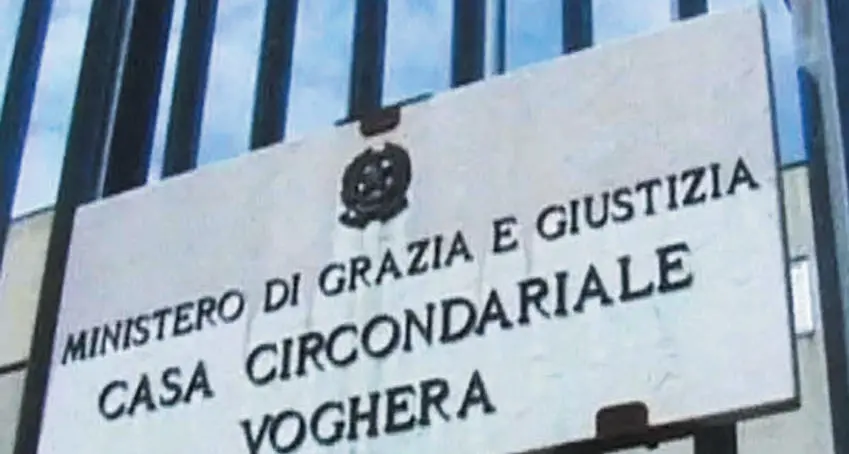 MINISTERO DI GRAZIA E GIUSTIZIA
CASA CIRCONDARIALE
VOGHERA